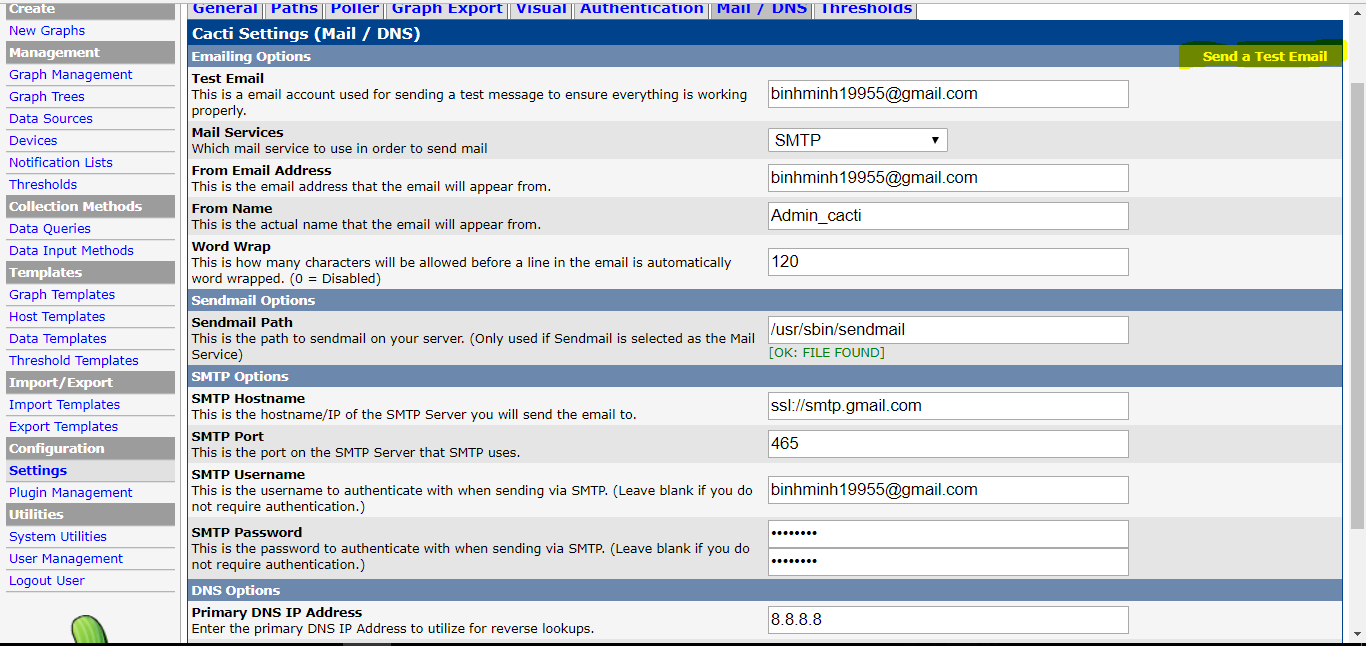 Create
New Graphs
Management
Graph Management
Graph Trees
Data Sources
Devices
Notification Lists
Thresholds
Collection Methods
Data Queries
Data Input Methods
Templates
Graph Templates
Host Templates
Data Templates
Threshold Templates
Import/Export
Import Templates
Export Templates
Configuration
Settings
Plugin Management
Utilities
System Utilities
User Management
Logout User
General Paths Poller Graph Export Visual Authentication Mail / DNS Thresholds
Cacti Settings (Mail / DNS)
Emailing Options Send a Test Email
Test Email
This is a email account used for sending a test message to ensure everything is working
properly.
binhminh19955@gmail.com
Mail Services
Which mail service to use in order to send mail
SMTP
From Email Address
This is the email address that the email will appear from.
binhminh19955@gmail.com
From Name
This is the actual name that the email will appear from.
Admin_cacti
Word Wrap
This is how many characters will be allowed before a line in the email is automatically
word wrapped. (0 = Disabled)
120
Sendmail Options
Sendmail Path
This is the path to sendmail on your server. (Only used if Sendmail is selected as the Mail
Service)
/usr/sbin/sendmail
[OK: FILE FOUND]
SMTP Options
SMTP Hostname
This is the hostname/IP of the SMTP Server you will send the email to.
ssl://smtp.gmail.com
SMTP Port
This is the port on the SMTP Server that SMTP uses.
465
SMTP Username
This is the username to authenticate with when sending via SMTP. (Leave blank if you do
not require authentication.)
binhminh19955@gmail.com
SMTP Password
This is the password to authenticate with when sending via SMTP. (Leave blank if you do
not require authentication.)
••••••••
••••••••
DNS Options
Primary DNS IP Address
Enter the primary DNS IP Address to utilize for reverse lookups.
8.8.8.8